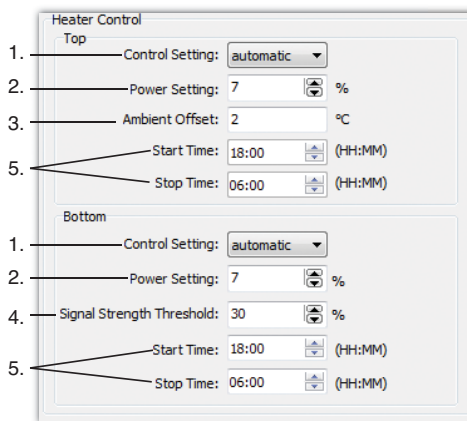 Heater Control
Top
1. Control Setting: automatic
2. Power Setting: 7 %
3. Ambient Offset: 2 ºC
5. Start Time: 18:00 (HH:MM)
Stop Time: 06:00 (HH:MM)
Bottom
1. Control Setting: automatic
2. Power Setting: 7 %
4. Signal Strength Threshold: 30 %
5. Start Time: 18:00 (HH:MM)
Stop Time: 06:00 (HH:MM)